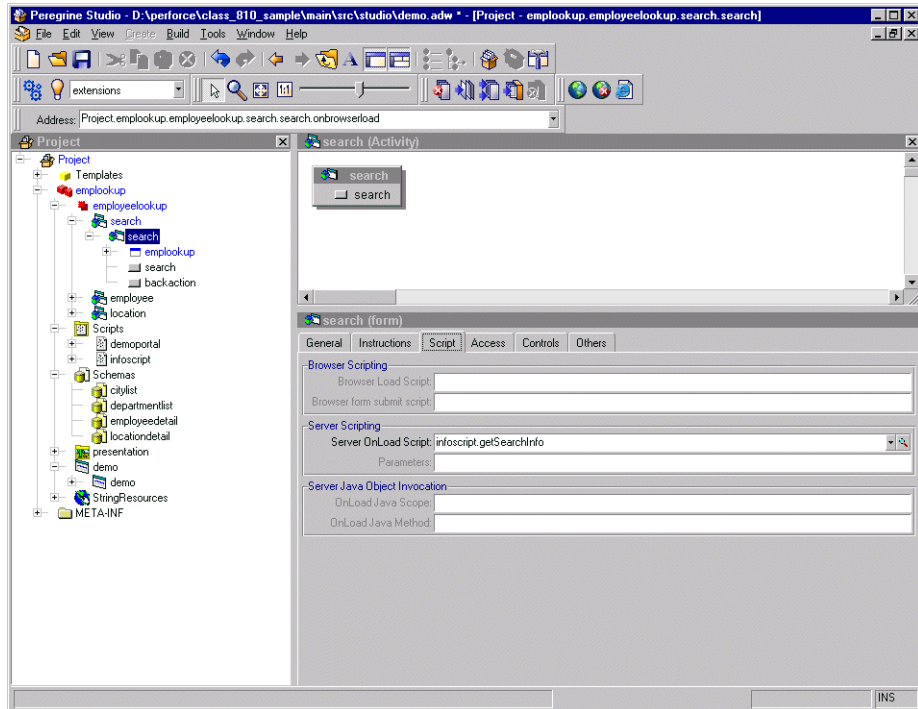 Peregrine Studio - D:\perforce\class_810_sample\main\src\studio\demo.adw * - [Project - emplookup.employeelookup.search.search]
File Edit View Create Build Tools Window Help
A
extensions
1:1
Address: Project.emplookup.employeelookup.search.search.onbrowserload
Project
search (Activity)
Project
Templates
emplookup
employeelookup
search
search
emplookup
search
backaction
employee
location
Scripts
demoportal
infoscript
Schemas
citylist
departmentlist
employeedetail
locationdetail
presentation
demo
demo
StringResources
META-INF
search
search
search (form)
General Instructions Script Access Controls Others
Browser Scripting
Browser Load Script:
Browser form submit script:
Server Scripting
Server OnLoad Script: infoscript.getSearchInfo
Parameters:
Server Java Object Invocation
OnLoad Java Scope:
OnLoad Java Method:
INS